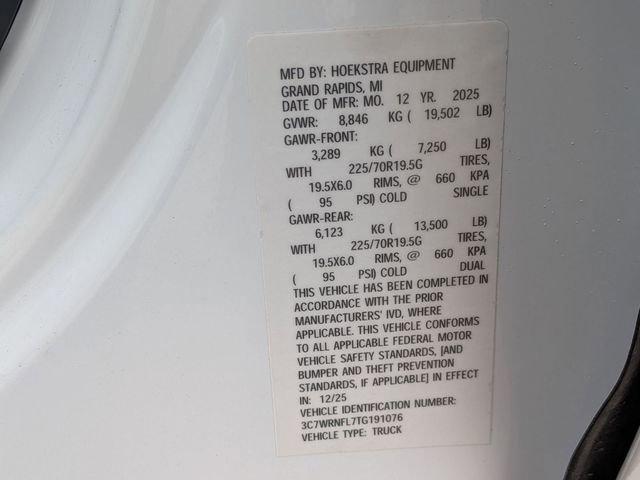 MFD BY: HOEKSTRA EQUIPMENT
GRAND RAPIDS, MI
DATE OF MFR: MO. 12 YR. 2025
GVWR: 8,846 KG ( 19,502 LB)
GAWR-FRONT:
3,289 KG ( 7,250 LB)
WITH 225/70R19.5G TIRES,
19.5X6.0 RIMS, @ 660 KPA
( 95 PSI) COLD SINGLE
GAWR-REAR:
6,123 KG ( 13,500 LB)
WITH 225/70R19.5G TIRES,
19.5X6.0 RIMS, @ 660 KPA
( 95 PSI) COLD DUAL
THIS VEHICLE HAS BEEN COMPLETED IN
ACCORDANCE WITH THE PRIOR
MANUFACTURERS' IVD, WHERE
APPLICABLE. THIS VEHICLE CONFORMS
TO ALL APPLICABLE FEDERAL MOTOR
VEHICLE SAFETY STANDARDS, [AND
BUMPER AND THEFT PREVENTION
STANDARDS, IF APPLICABLE] IN EFFECT
IN: 12/25
VEHICLE IDENTIFICATION NUMBER:
3C7WRNFL7TG191076
VEHICLE TYPE: TRUCK